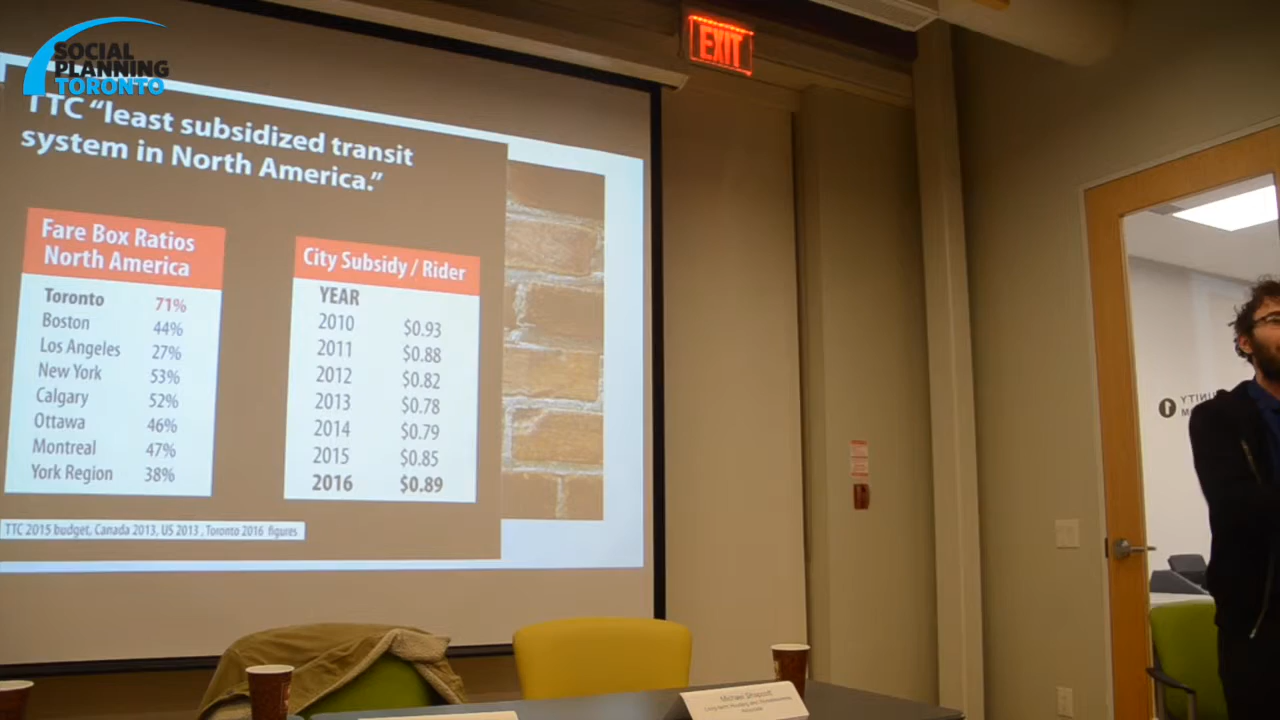 SOCIAL
PLANNING
TORONTO
TTC “least subsidized transit
system in North America.”
Fare Box Ratios
North America
Toronto 71%
Boston 44%
Los Angeles 27%
New York 53%
Calgary 52%
Ottawa 46%
Montreal 47%
York Region 38%
City Subsidy / Rider
YEAR
2010 $0.93
2011 $0.88
2012 $0.82
2013 $0.78
2014 $0.79
2015 $0.85
2016 $0.89
TTC 2015 budget, Canada 2013, US 2013 , Toronto 2016 figures
EXIT
Michael Shapcott